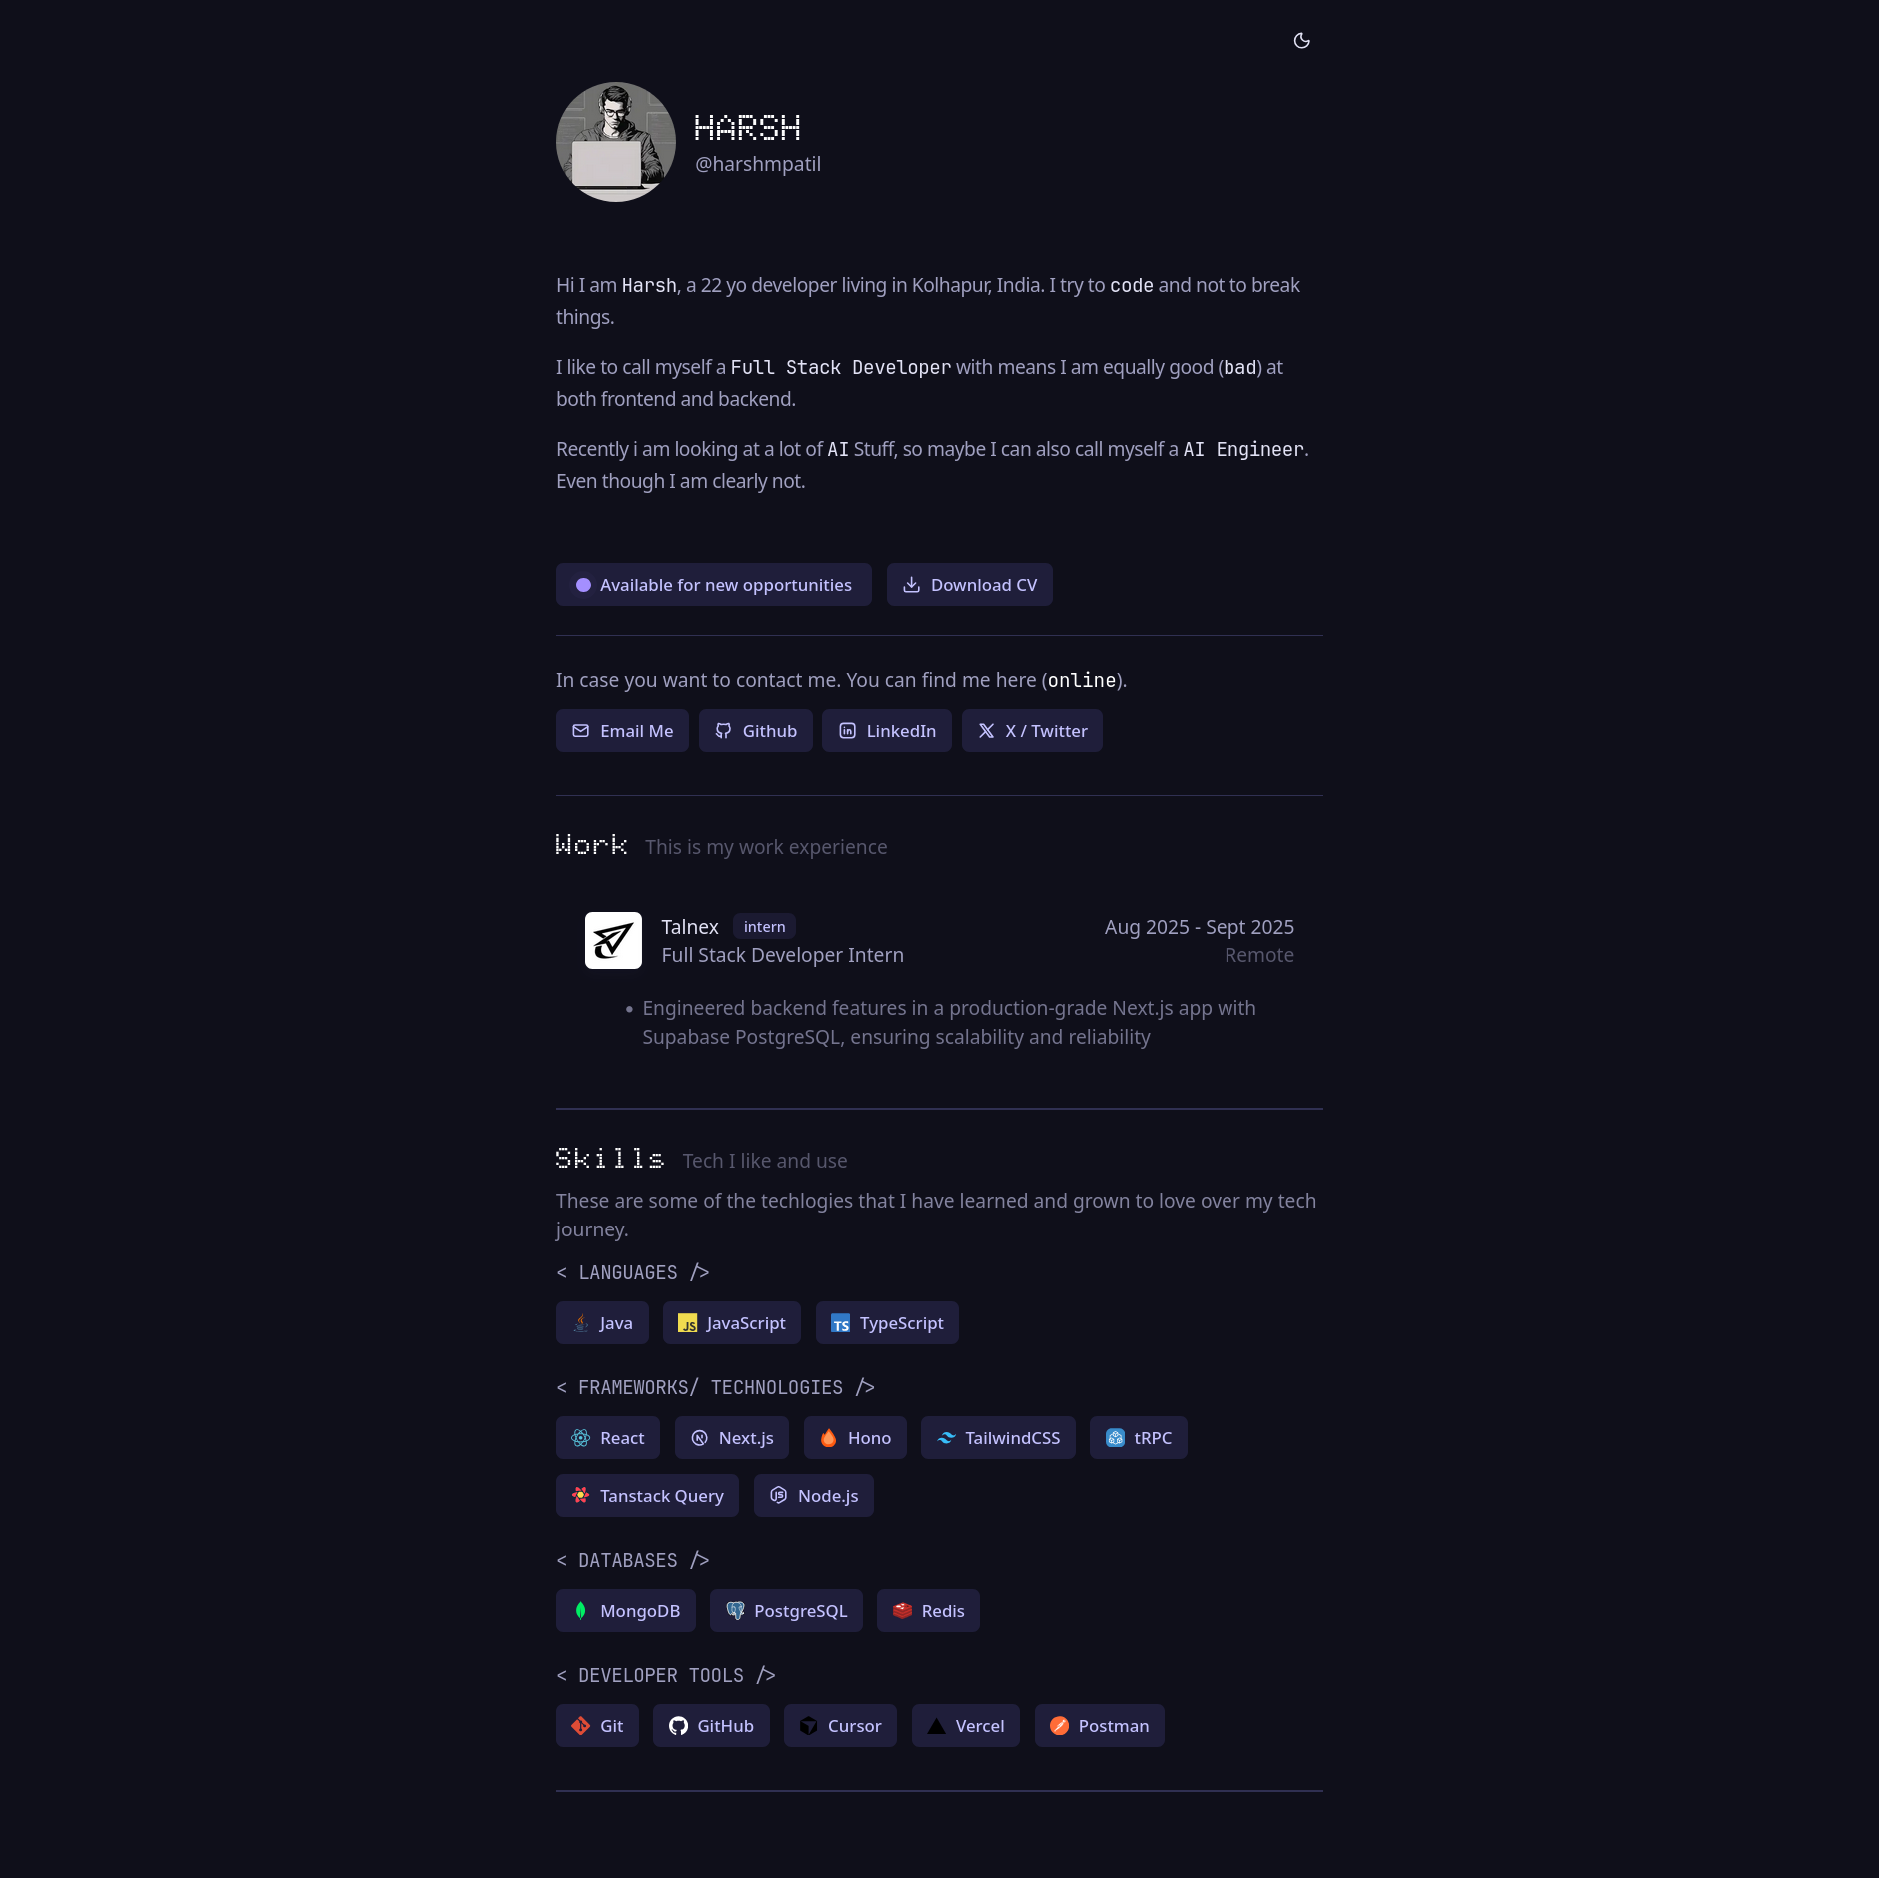 HARSH
@harshmpatil
Hi I am Harsh, a 22 yo developer living in Kolhapur, India. I try to code and not to break
things.
I like to call myself a Full Stack Developer with means I am equally good (bad) at
both frontend and backend.
Recently i am looking at a lot of AI Stuff, so maybe I can also call myself a AI Engineer.
Even though I am clearly not.
Available for new opportunities Download CV
In case you want to contact me. You can find me here (online).
Email Me Github LinkedIn X / Twitter
Work This is my work experience
Talnex intern Aug 2025 - Sept 2025
Full Stack Developer Intern Remote
• Engineered backend features in a production-grade Next.js app with
Supabase PostgreSQL, ensuring scalability and reliability
Skills Tech I like and use
These are some of the techlogies that I have learned and grown to love over my tech
journey.
< LANGUAGES />
Java JS JavaScript TS TypeScript
< FRAMEWORKS/ TECHNOLOGIES />
React Next.js Hono TailwindCSS tRPC
Tanstack Query Node.js
< DATABASES />
MongoDB PostgreSQL Redis
< DEVELOPER TOOLS />
Git GitHub Cursor Vercel Postman